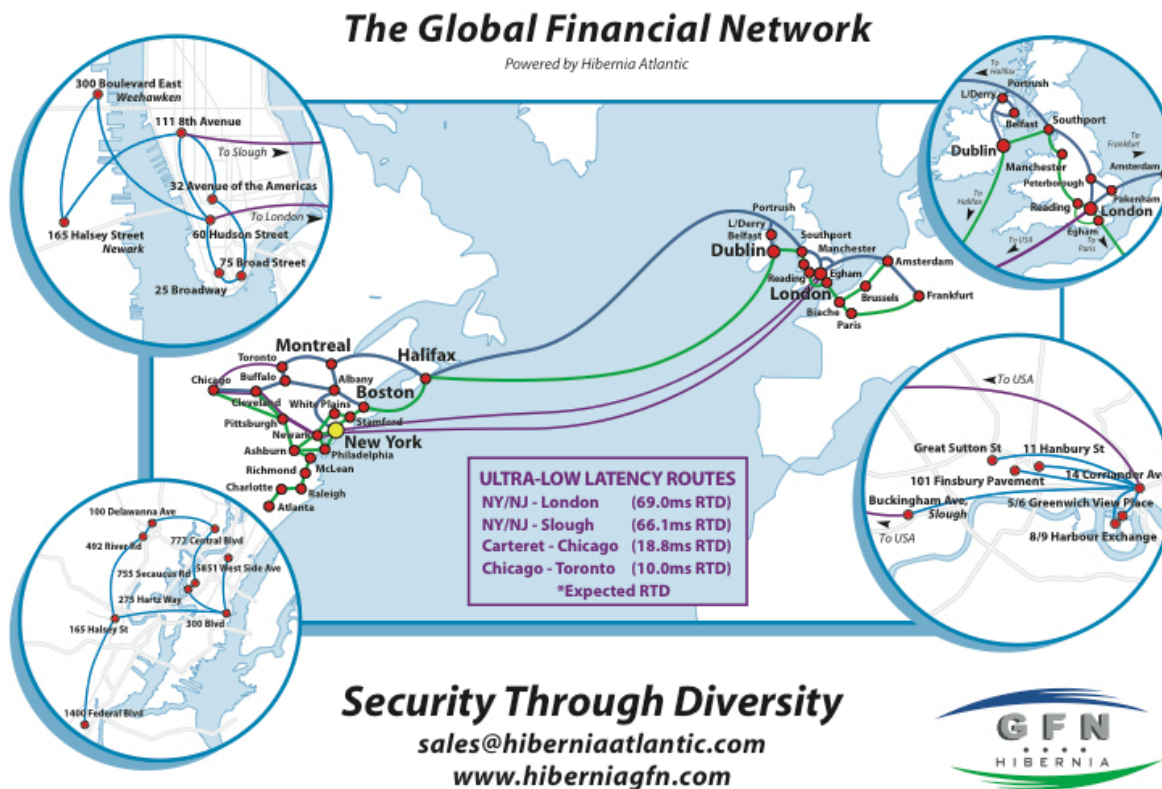 The Global Financial Network
Powered by Hibernia Atlantic
300 Boulevard East
Weehawken
111 8th Avenue
To Slough
32 Avenue of the Americas
To London
165 Halsey Street
Newark
60 Hudson Street
75 Broad Street
25 Broadway
To Halifax
Portrush
L/Derry
Belfast
Southport
To Frankfurt
Dublin
Manchester
Amsterdam
Peterborough
Pakenham
Reading
London
To Halifax
Egham
To USA
To Paris
Portrush
L/Derry
Belfast
Southport
Dublin
Manchester
Amsterdam
Reading
Egham
London
Brussels
Frankfurt
Biache
Paris
Montreal
Toronto
Halifax
Chicago
Buffalo
Albany
Boston
Cleveland
White Plains
Pittsburgh
Stamford
Newark
New York
Ashburn
Philadelphia
Richmond
McLean
Charlotte
Raleigh
Atlanta
ULTRA-LOW LATENCY ROUTES
NY/NJ - London (69.0ms RTD)
NY/NJ - Slough (66.1ms RTD)
Carteret - Chicago (18.8ms RTD)
Chicago - Toronto (10.0ms RTD)
*Expected RTD
To USA
Great Sutton St
11 Hanbury St
101 Finsbury Pavement
14 Corriander Ave
Buckingham Ave,
Slough
5/6 Greenwich View Place
To USA
8/9 Harbour Exchange
100 Delawanna Ave
492 River Rd
772 Central Blvd
5851 West Side Ave
755 Secaucus Rd
275 Hartz Way
165 Halsey St
300 Blvd
1400 Federal Blvd
Security Through Diversity
sales@hiberniaatlantic.com
www.hiberniagfn.com
GFN
HIBERNIA